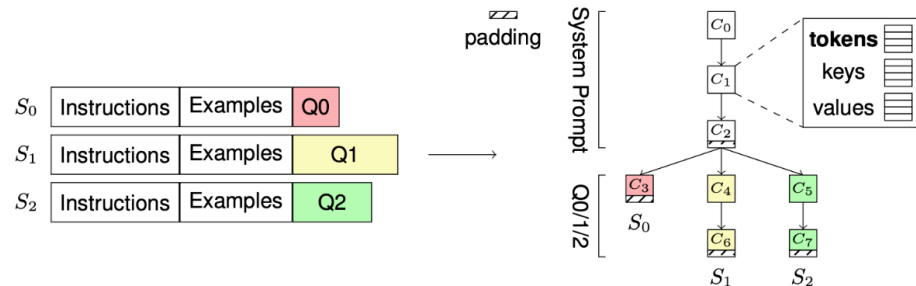 padding
S0 Instructions Examples Q0
S1 Instructions Examples Q1
S2 Instructions Examples Q2
System Prompt
Q0/1/2
C0
C1
C2
C3 C4 C5
S0
C6 C7
S1 S2
tokens
keys
values